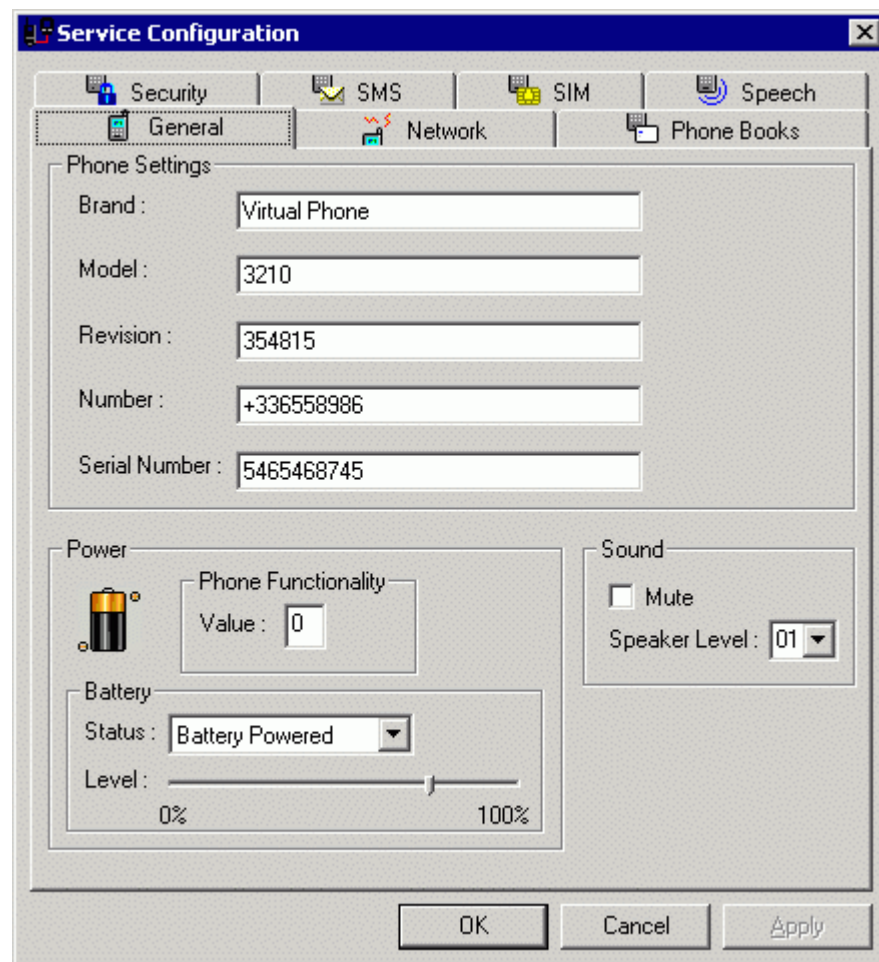 Service Configuration
Security SMS SIM Speech
General Network Phone Books
Phone Settings
Brand : Virtual Phone
Model : 3210
Revision : 354815
Number : +336558986
Serial Number : 5465468745
Power
Phone Functionality
Value : 0
Sound
Mute
Speaker Level : 01
Battery
Status : Battery Powered
Level :
0% 100%
OK Cancel Apply